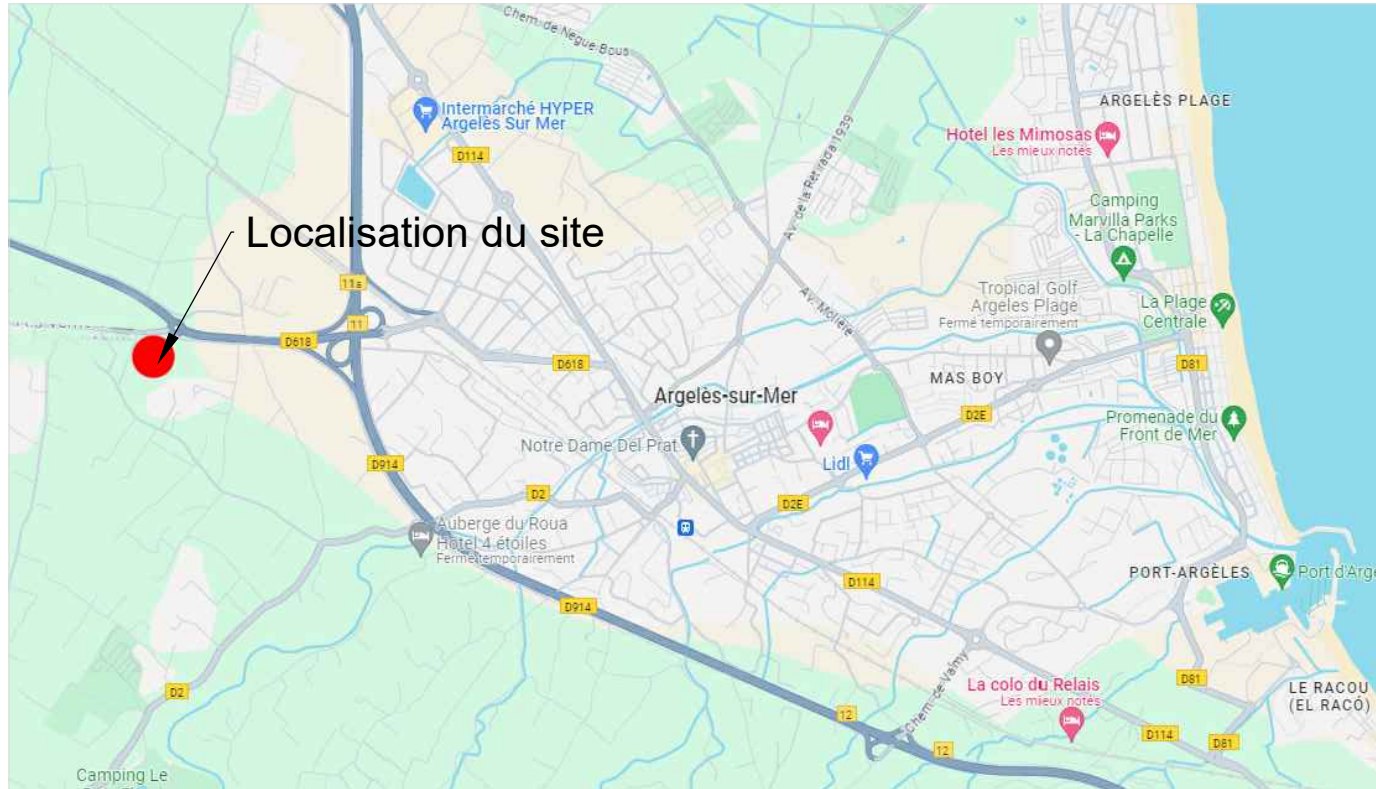 Chem. de Neguebous
Intermarché HYPER
Argelès Sur Mer
D114
ARGELÈS PLAGE
Hotel les Mimosas
Les mieux notés
Av. de la Retirada 1939
Camping
Marvilla Parks
- La Chapelle
Localisation du site
11a
11
D618
D618
Av. Molière
Tropical Golf
Argeles Plage
Fermé temporairement
La Plage
Centrale
D81
MAS BOY
Argelès-sur-Mer
D2E
Promenade du
Front de Mer
Notre Dame Del Prat
Lidl
D914
D2
D2E
Auberge du Roua
Hôtel 4 étoiles
Fermé temporairement
PORT-ARGELÈS
Port d'Arge
D114
D914
Chem. de Valmy
La colo du Relais
Les mieux notés
D81
LE RACOU
(EL RACÓ)
D2
12
12
D114
D81
Camping Le